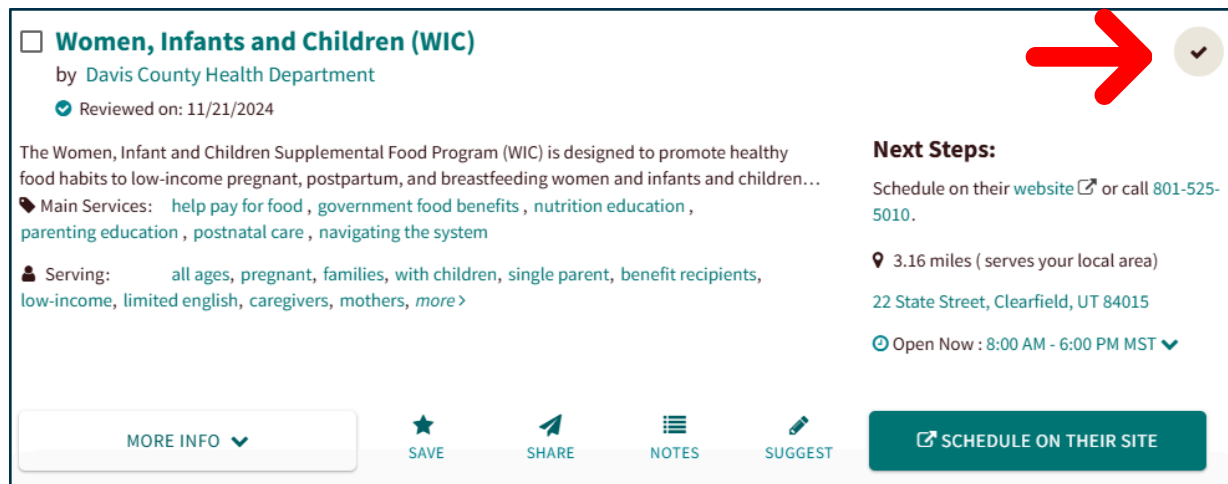 Women, Infants and Children (WIC)
by Davis County Health Department
Reviewed on: 11/21/2024
The Women, Infant and Children Supplemental Food Program (WIC) is designed to promote healthy
food habits to low-income pregnant, postpartum, and breastfeeding women and infants and children...
Main Services: help pay for food , government food benefits , nutrition education ,
parenting education , postnatal care , navigating the system
Serving: all ages, pregnant, families, with children, single parent, benefit recipients,
low-income, limited english, caregivers, mothers, more >
Next Steps:
Schedule on their website or call 801-525-
5010.
3.16 miles ( serves your local area)
22 State Street, Clearfield, UT 84015
Open Now : 8:00 AM - 6:00 PM MST
MORE INFO
SAVE
SHARE
NOTES
SUGGEST
SCHEDULE ON THEIR SITE